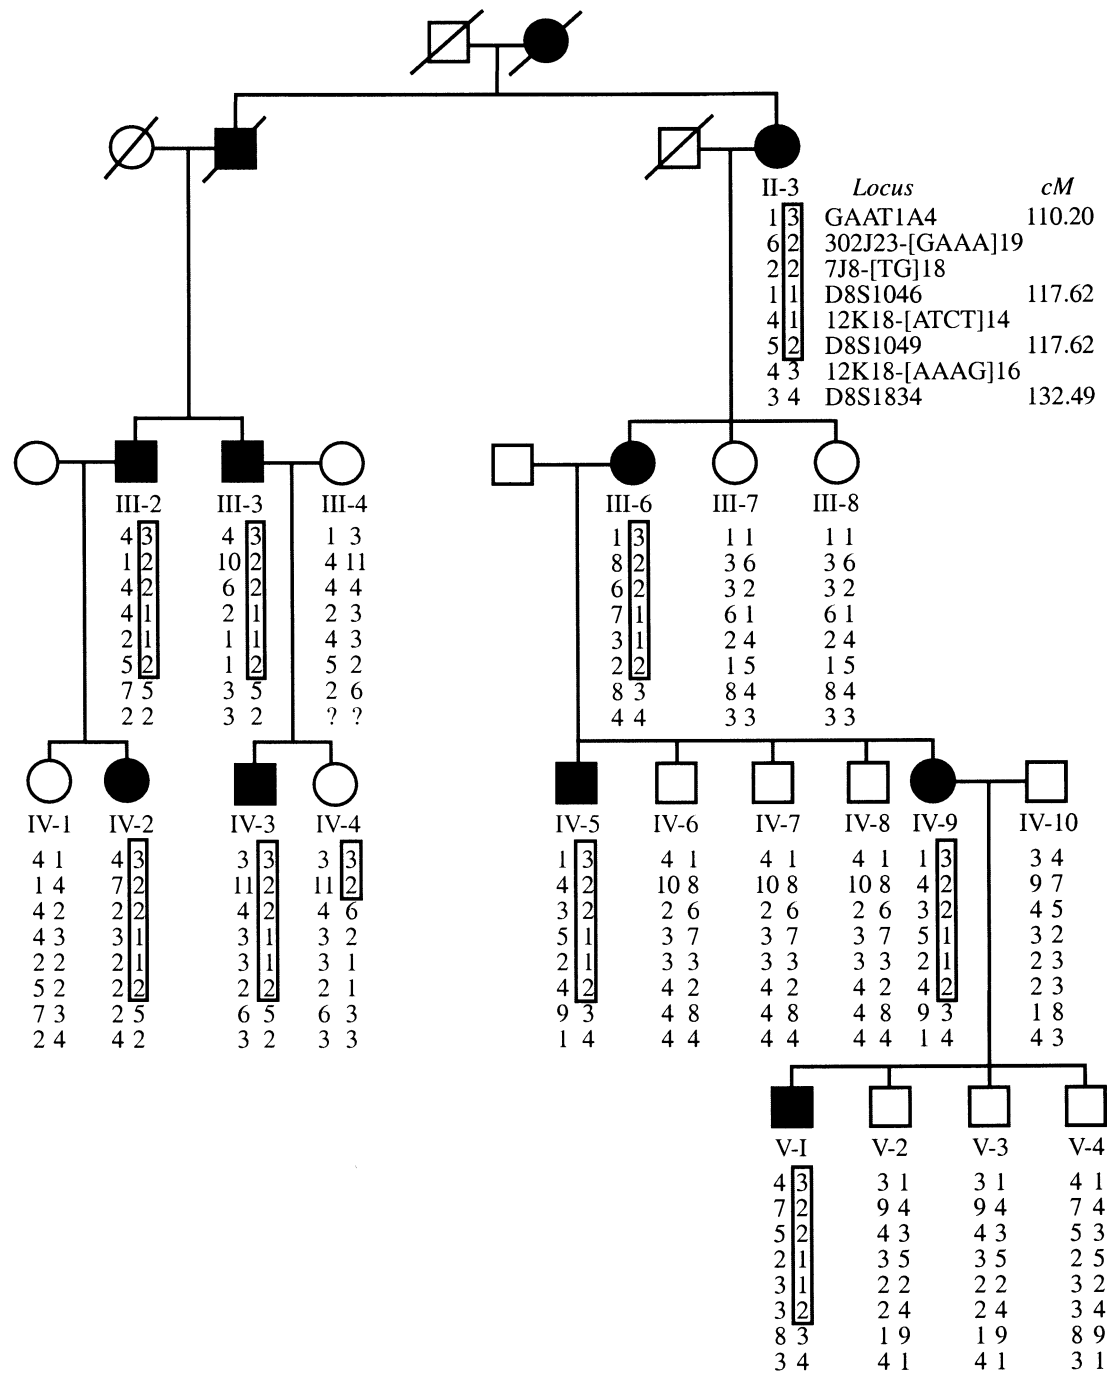 II-3 Locus cM
1 3 GAAT1A4 110.20
6 2 302J23-[GAAA]19
2 2 7J8-[TG]18
1 1 D8S1046 117.62
4 1 12K18-[ATCT]14
5 2 D8S1049 117.62
4 3 12K18-[AAAG]16
3 4 D8S1834 132.49
III-2 III-3 III-4 III-6 III-7 III-8
4 3 4 3 1 3 1 3 1 1 1 1
1 2 10 2 4 11 8 2 3 6 3 6
4 2 6 2 4 4 6 2 3 2 3 2
4 1 2 1 2 3 7 1 6 1 6 1
2 1 1 1 4 3 3 1 2 4 2 4
5 2 1 2 5 2 2 2 1 5 1 5
7 5 3 5 2 6 8 3 8 4 8 4
2 2 3 2 ? ? 4 4 3 3 3 3
IV-1 IV-2 IV-3 IV-4 IV-5 IV-6 IV-7 IV-8 IV-9 IV-10
4 1 4 3 3 3 3 3 1 3 4 1 4 1 4 1 1 3 3 4
1 4 7 2 11 2 11 2 4 2 10 8 10 8 10 8 4 2 9 7
4 2 2 2 4 2 4 6 3 2 2 6 2 6 2 6 3 2 4 5
4 3 3 1 3 1 3 2 5 1 3 7 3 7 3 7 5 1 3 2
2 2 2 1 3 1 3 1 2 1 3 3 3 3 3 3 2 1 2 3
5 2 2 2 2 2 2 1 4 2 4 2 4 2 4 2 4 2 2 3
7 3 2 5 6 5 6 3 9 3 4 8 4 8 4 8 9 3 1 8
2 4 4 2 3 2 3 3 1 4 4 4 4 4 4 4 1 4 4 3
V-I V-2 V-3 V-4
4 3 3 1 3 1 4 1
7 2 9 4 9 4 7 4
5 2 4 3 4 3 5 3
2 1 3 5 3 5 2 5
3 1 2 2 2 2 3 2
3 2 2 4 2 4 3 4
8 3 1 9 1 9 8 9
3 4 4 1 4 1 3 1